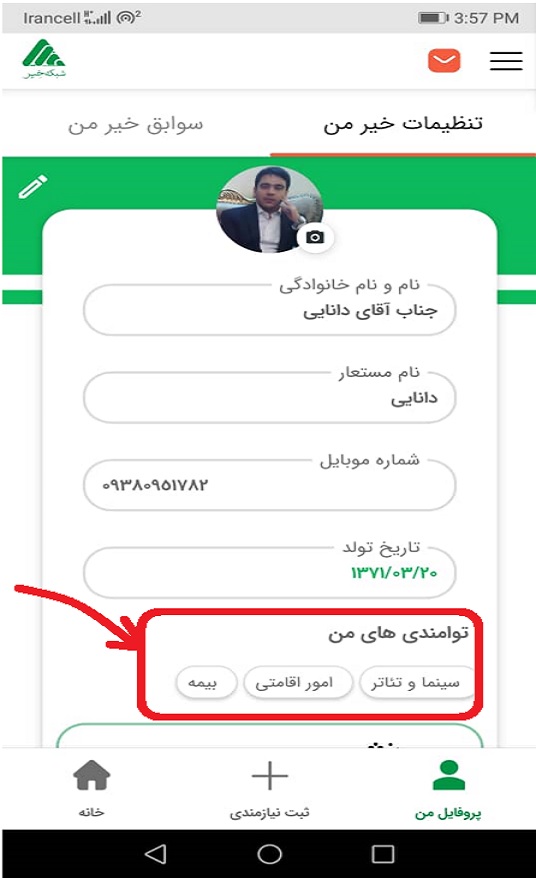 Irancell 3:57 PM
شبکه خیر
تنظیمات خیر من
سوابق خیر من
نام و نام خانوادگی
جناب آقای دانایی
نام مستعار
دانایی
شماره موبایل
۰۹۳۸۰۹۵۱۷۸۲
تاریخ تولد
۱۳۷۱/۰۳/۲۰
توامندی های من
سینما و تئاتر
امور اقامتی
بیمه
پروفایل من
ثبت نیازمندی
خانه